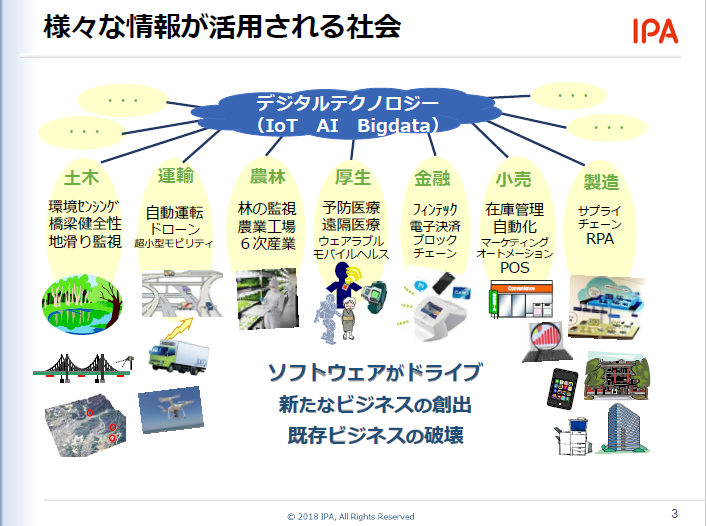 様々な情報が活用される社会
IPA
デジタルテクノロジー
（IoT　AI　Bigdata）
・・・
・・・
・・・
・・・
土木
環境ｾﾝｼﾝｸﾞ
橋梁健全性
地滑り監視
運輸
自動運転
ドローン
超小型モビリティ
農林
林の監視
農業工場
６次産業
厚生
予防医療
遠隔医療
ウェアラブル
モバイルヘルス
金融
ﾌｨﾝﾃｯｸ
電子決済
ブロック
チェーン
小売
在庫管理
自動化
マーケティング
オートメーション
POS
製造
サプライ
チェーン
RPA
Convenience
ソフトウェアがドライブ
新たなビジネスの創出
既存ビジネスの破壊
© 2018 IPA, All Rights Reserved
3